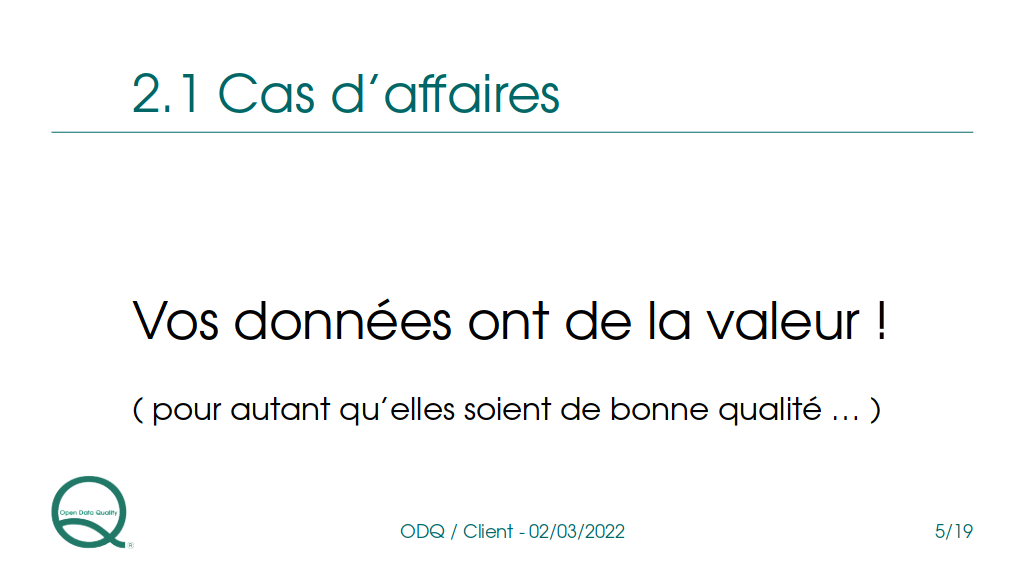 2.1 Cas d’affaires
Vos données ont de la valeur !
( pour autant qu’elles soient de bonne qualité … )
Open Data Quality
®
ODQ / Client - 02/03/2022
5/19